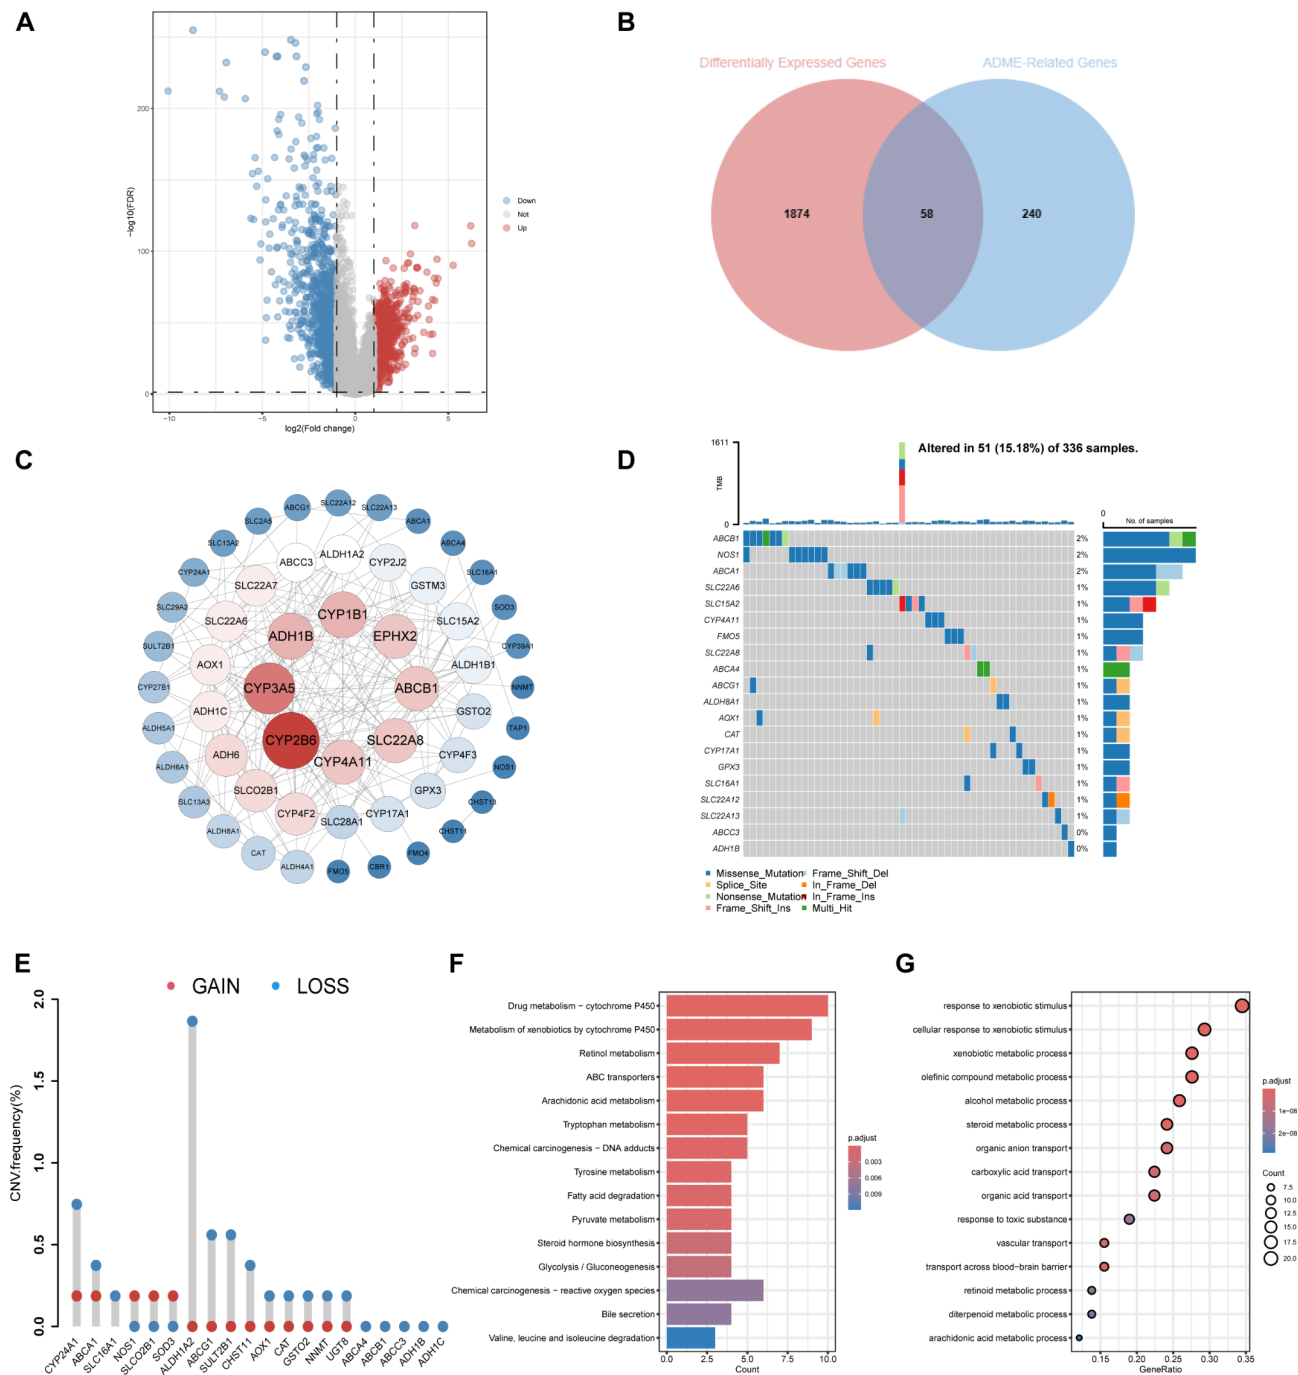 A
200
100
0
−log10(FDR)
−10
−5
0
5
log2(Fold change)
Down
Not
Up
B
Differentially Expressed Genes
ADME-Related Genes
1874
58
240
C
SLC22A12
ABCG1
SLC22A13
SLC2A5
ABCA1
SLC13A2
ABCA4
CYP24A1
SLC16A1
SLC29A2
SOD3
SULT2B1
CYP39A1
CYP27B1
NNMT
ALDH5A1
TAP1
ALDH6A1
NOS1
SLC13A3
CHST13
ALDH8A1
CHST11
CAT
FMO4
ALDH4A1
FMO5
CBR1
ALDH1A2
ABCC3
CYP2J2
SLC22A7
GSTM3
SLC22A6
SLC15A2
AOX1
ALDH1B1
ADH1C
GSTO2
ADH6
CYP4F3
SLCO2B1
GPX3
CYP4F2
SLC28A1
CYP17A1
CYP1B1
ADH1B
EPHX2
CYP3A5
ABCB1
CYP2B6
SLC22A8
CYP4A11
D
Altered in 51 (15.18%) of 336 samples.
1611
TMB
0
0
No. of samples
ABCB1 2%
NOS1 2%
ABCA1 2%
SLC22A6 1%
SLC15A2 1%
CYP4A11 1%
FMO5 1%
SLC22A8 1%
ABCA4 1%
ABCG1 1%
ALDH8A1 1%
AOX1 1%
CAT 1%
CYP17A1 1%
GPX3 1%
SLC16A1 1%
SLC22A12 1%
SLC22A13 1%
ABCC3 0%
ADH1B 0%
Missense_Mutation Frame_Shift_Del
Splice_Site In_Frame_Del
Nonsense_Mutation In_Frame_Ins
Frame_Shift_Ins Multi_Hit
E
GAIN LOSS
CNV.frequency(%)
2.0
1.5
1.0
0.5
0.0
CYP24A1
ABCA1
SLC16A1
NOS1
SLCO2B1
SOD3
ALDH1A2
ABCG1
SULT2B1
CHST11
AOX1
CAT
GSTO2
NNMT
UGT8
ABCA4
ABCB1
ABCC3
ADH1B
ADH1C
F
Drug metabolism − cytochrome P450
Metabolism of xenobiotics by cytochrome P450
Retinol metabolism
ABC transporters
Arachidonic acid metabolism
Tryptophan metabolism
Chemical carcinogenesis − DNA adducts
Tyrosine metabolism
Fatty acid degradation
Pyruvate metabolism
Steroid hormone biosynthesis
Glycolysis / Gluconeogenesis
Chemical carcinogenesis − reactive oxygen species
Bile secretion
Valine, leucine and isoleucine degradation
0.0 2.5 5.0 7.5 10.0
Count
p.adjust
0.003
0.006
0.009
G
response to xenobiotic stimulus
cellular response to xenobiotic stimulus
xenobiotic metabolic process
olefinic compound metabolic process
alcohol metabolic process
steroid metabolic process
organic anion transport
carboxylic acid transport
organic acid transport
response to toxic substance
vascular transport
transport across blood−brain barrier
retinoid metabolic process
diterpenoid metabolic process
arachidonic acid metabolic process
0.15 0.20 0.25 0.30 0.35
GeneRatio
p.adjust
1e−08
2e−08
Count
7.5
10.0
12.5
15.0
17.5
20.0